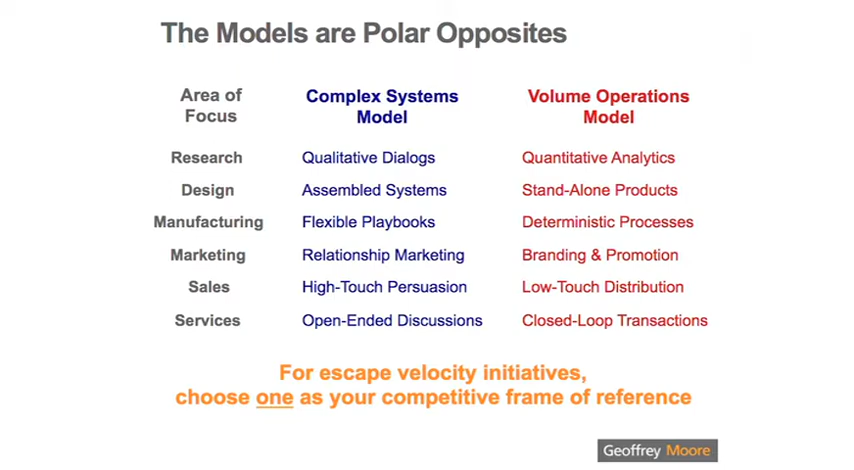 The Models are Polar Opposites
Area of Focus Complex Systems Model Volume Operations Model
Research Qualitative Dialogs Quantitative Analytics
Design Assembled Systems Stand-Alone Products
Manufacturing Flexible Playbooks Deterministic Processes
Marketing Relationship Marketing Branding & Promotion
Sales High-Touch Persuasion Low-Touch Distribution
Services Open-Ended Discussions Closed-Loop Transactions
For escape velocity initiatives,
choose one as your competitive frame of reference
Geoffrey Moore